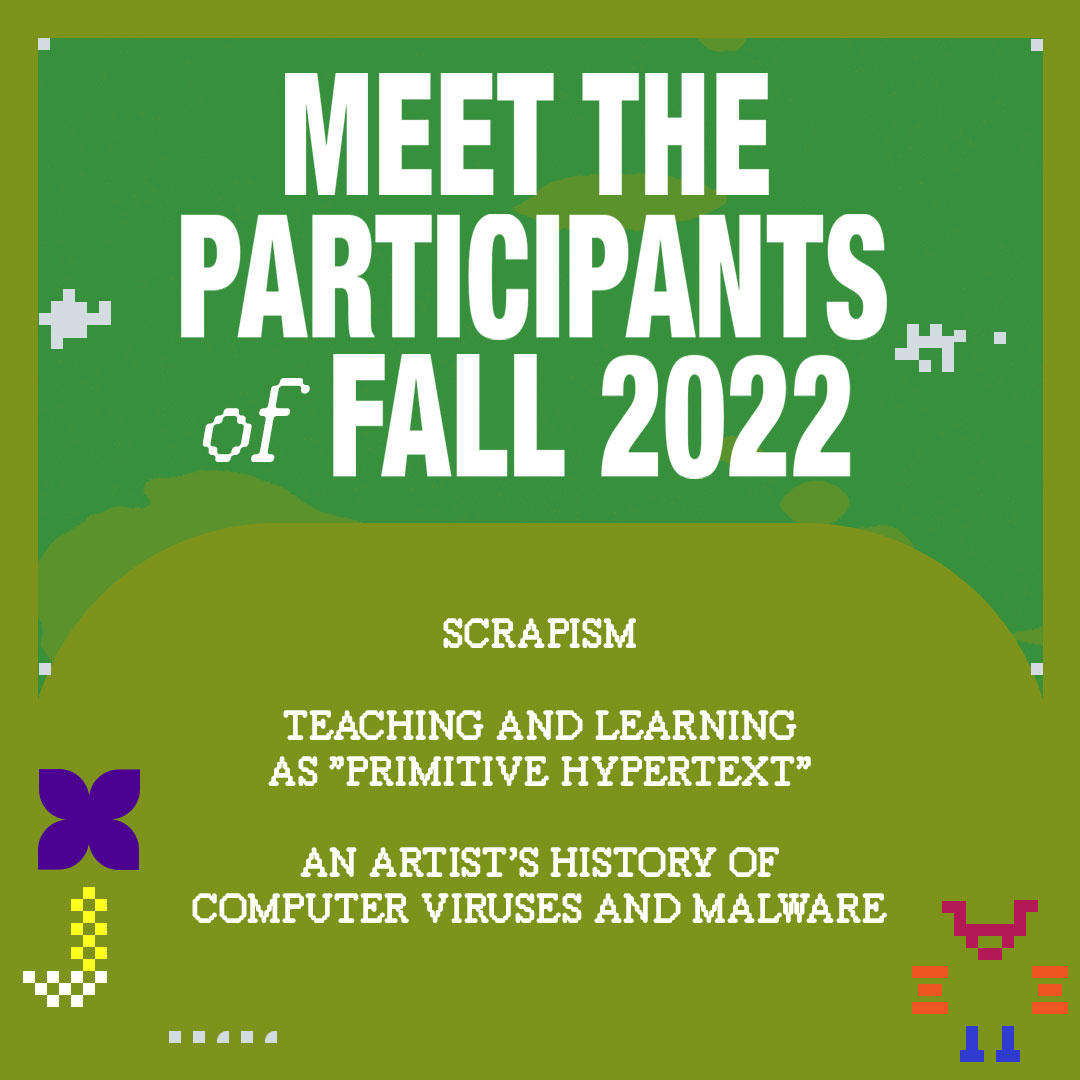 MEET THE
PARTICIPANTS
of FALL 2022
SCRAPISM
TEACHING AND LEARNING
AS ”PRIMITIVE HYPERTEXT”
AN ARTIST’S HISTORY OF
COMPUTER VIRUSES AND MALWARE